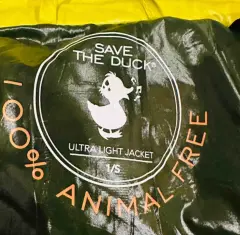 SAVE
THE DUCK®
ULTRA LIGHT JACKET
1/S
100% ANIMAL FREE